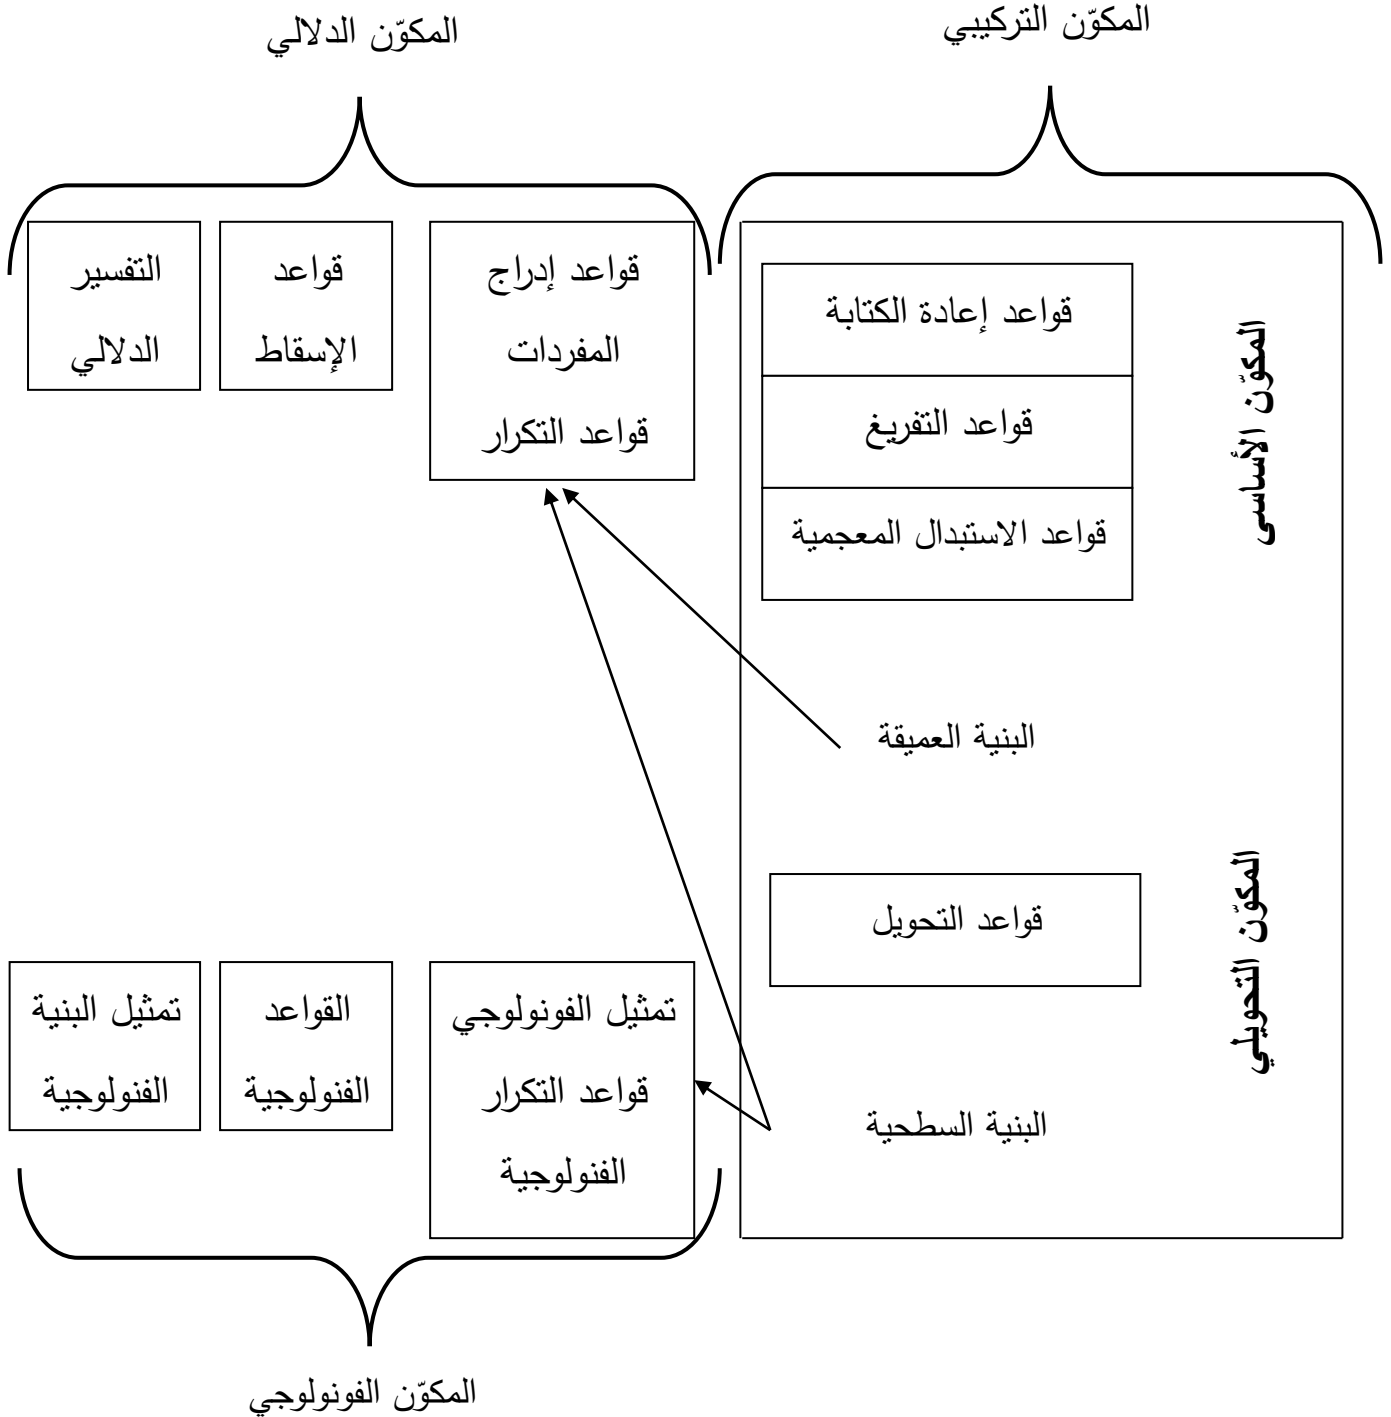 المكوّن التركيبي
المكوّن الدلالي
قواعد إعادة الكتابة
قواعد التفريغ
قواعد الاستبدال المعجمية
المكوّن الأساسي
البنية العميقة
قواعد التحويل
المكوّن التحويلي
البنية السطحية
قواعد إدراج
المفردات
قواعد التكرار
قواعد
الإسقاط
التفسير
الدلالي
تمثيل الفونولوجي
قواعد التكرار
الفنولوجية
القواعد
الفنولوجية
تمثيل البنية
الفنولوجية
المكوّن الفونولوجي